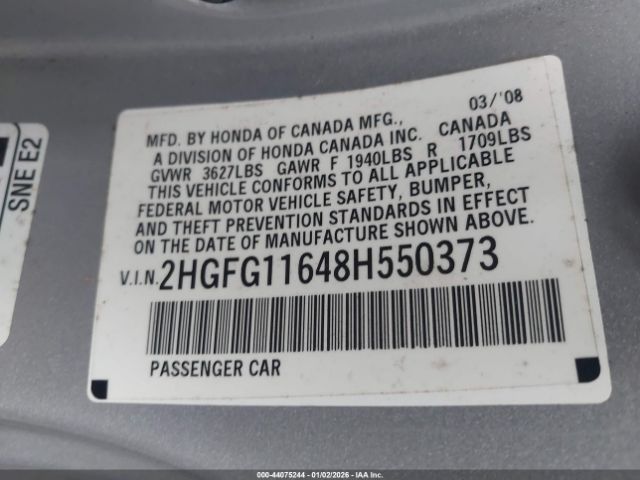 SNE E2
03/'08
MFD. BY HONDA OF CANADA MFG., CANADA
A DIVISION OF HONDA CANADA INC.
GVWR 3627LBS GAWR F 1940LBS R 1709LBS
THIS VEHICLE CONFORMS TO ALL APPLICABLE
FEDERAL MOTOR VEHICLE SAFETY, BUMPER,
AND THEFT PREVENTION STANDARDS IN EFFECT
ON THE DATE OF MANUFACTURE SHOWN ABOVE.
V.I.N. 2HGFG11648H550373
PASSENGER CAR
000-44075244 - 01/02/2026 - IAAI.COM